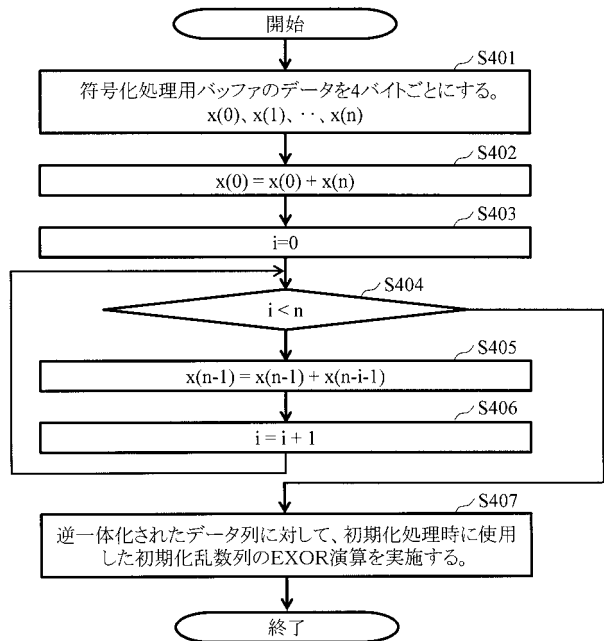 開始
S401
符号化処理用バッファのデータを4バイトごとにする。
x(0)、x(1)、‥、x(n)
S402
x(0) = x(0) + x(n)
S403
i=0
S404
i < n
S405
x(n-1) = x(n-1) + x(n-i-1)
S406
i = i + 1
S407
逆一体化されたデータ列に対して、初期化処理時に使用
した初期化乱数列のEXOR演算を実施する。
終了